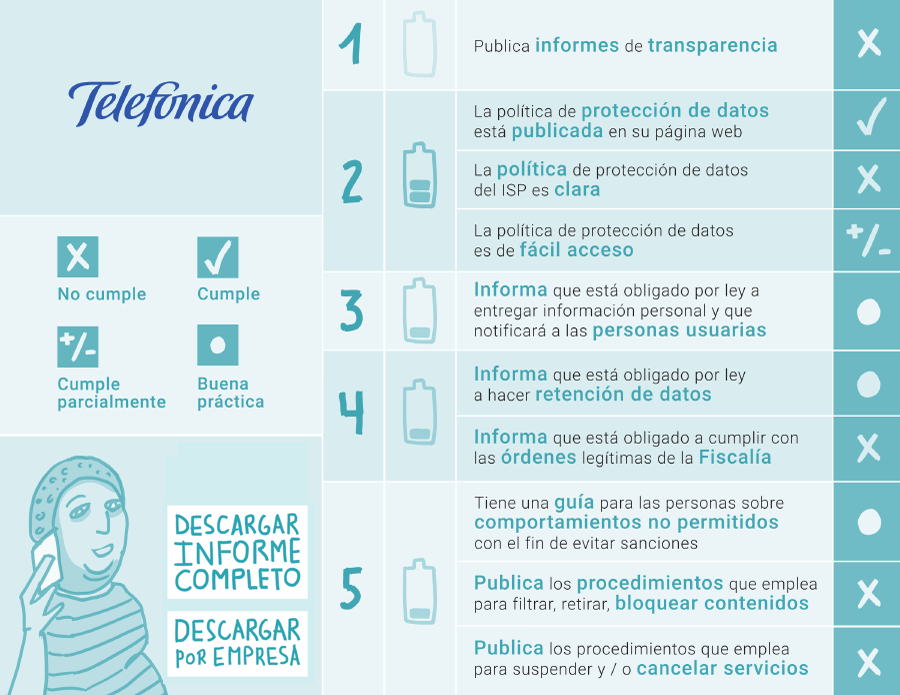 Telefónica
No cumple
Cumple
+/-
Cumple
parcialmente
Buena
práctica
DESCARGAR
INFORME
COMPLETO
DESCARGAR
POR EMPRESA
1
Publica informes de transparencia
2
La política de protección de datos
está publicada en su página web
La política de protección de datos
del ISP es clara
La política de protección de datos
es de fácil acceso
+/-
3
Informa que está obligado por ley a
entregar información personal y que
notificará a las personas usuarias
4
Informa que está obligado por ley
a hacer retención de datos
Informa que está obligado a cumplir con
las órdenes legítimas de la Fiscalía
5
Tiene una guía para las personas sobre
comportamientos no permitidos
con el fin de evitar sanciones
Publica los procedimientos que emplea
para filtrar, retirar, bloquear contenidos
Publica los procedimientos que emplea
para suspender y / o cancelar servicios